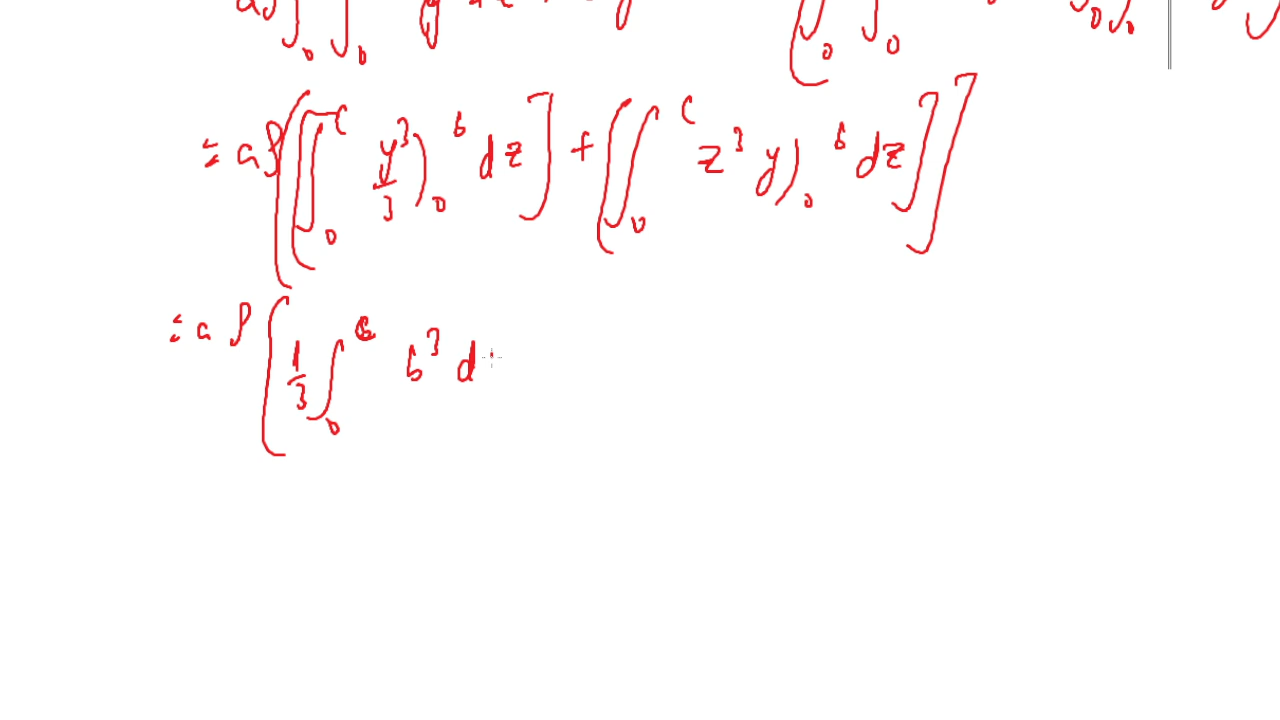 = aρ[[∫₀ᶜ y³/3)₀ᵇ dz] + [∫₀ᶜ z³ y)₀ᵇ dz]]
= aρ[1/3 ∫₀ᶜ b³ d